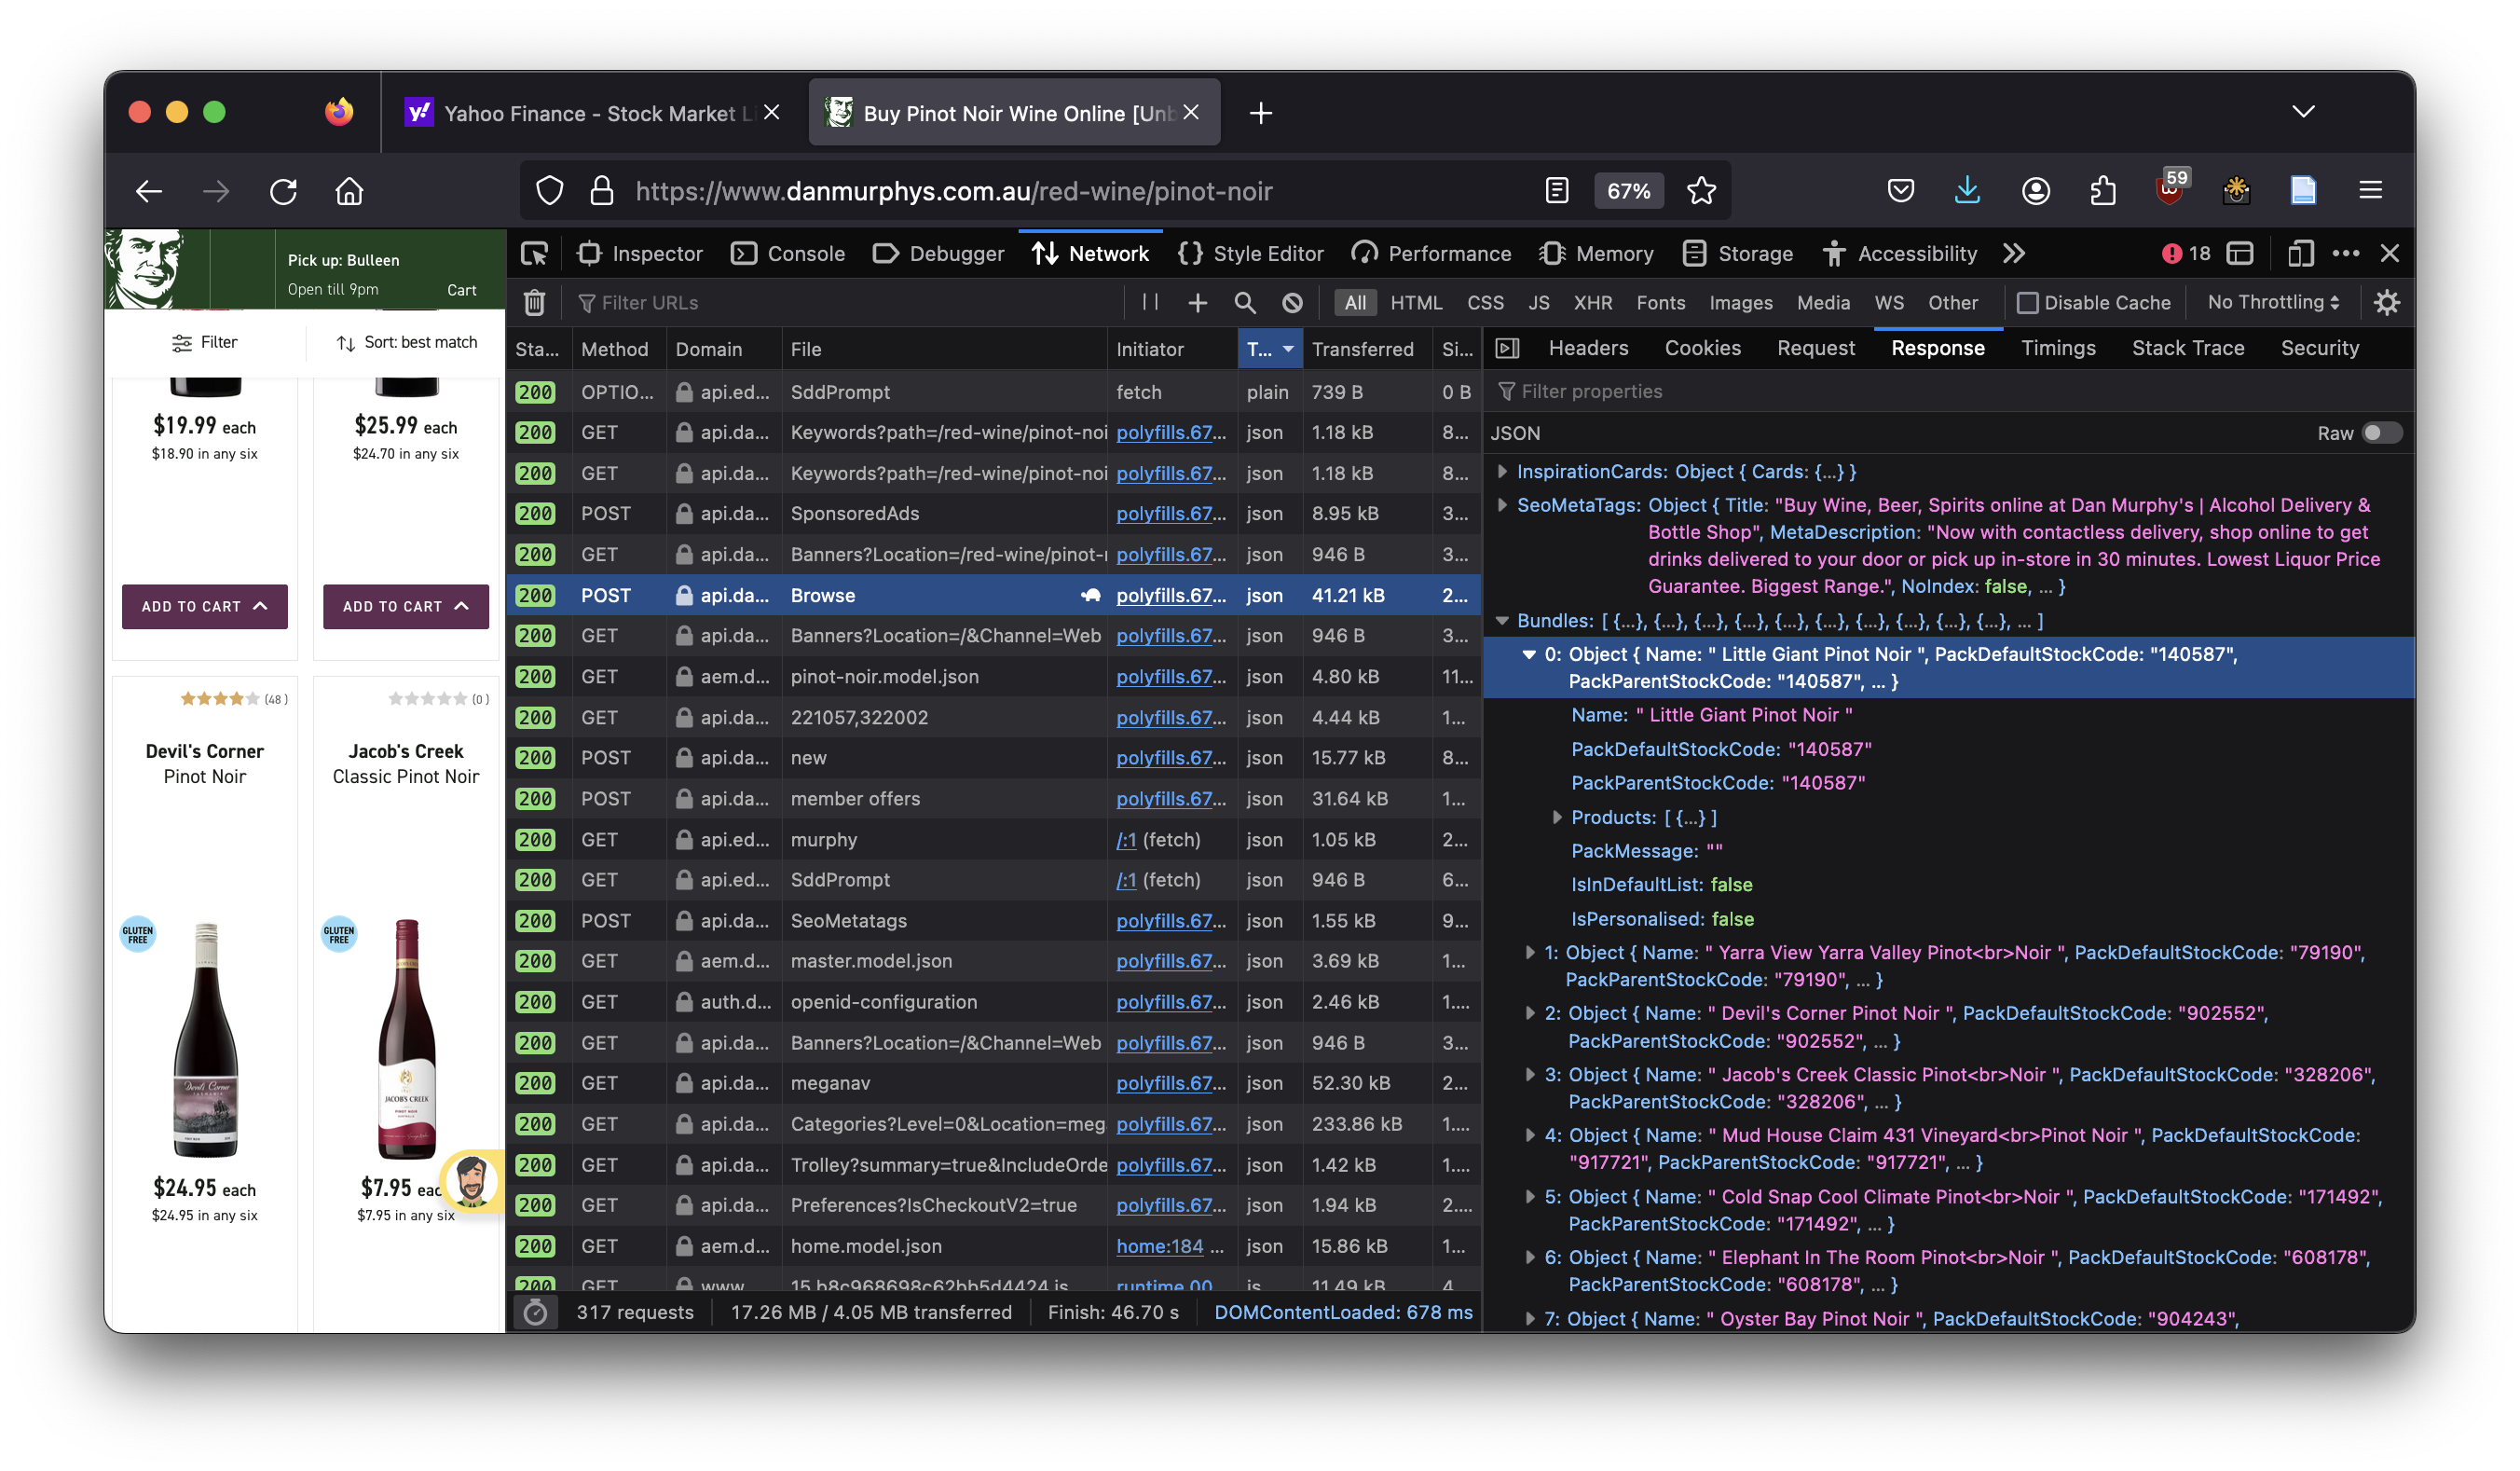 Yahoo Finance - Stock Market Li
Buy Pinot Noir Wine Online [Unb
https://www.danmurphys.com.au/red-wine/pinot-noir
67%
59
Pick up: Bulleen
Open till 9pm
Cart
Filter
Sort: best match
$19.99 each
$18.90 in any six
$25.99 each
$24.70 in any six
ADD TO CART
ADD TO CART
(48)
(0)
Devil's Corner
Pinot Noir
Jacob's Creek
Classic Pinot Noir
GLUTEN
FREE
GLUTEN
FREE
Devil's Corner
JACOB'S CREEK
PINOT NOIR
$24.95 each
$24.95 in any six
$7.95 eac
$7.95 in any six
Inspector Console Debugger Network Style Editor Performance Memory Storage Accessibility 18
Filter URLs
All HTML CSS JS XHR Fonts Images Media WS Other Disable Cache No Throttling
Sta... Method Domain File Initiator T... Transferred Si...
200 OPTIO... api.ed... SddPrompt fetch plain 739 B 0 B
200 GET api.da... Keywords?path=/red-wine/pinot-noi polyfills.67... json 1.18 kB 8...
200 GET api.da... Keywords?path=/red-wine/pinot-noi polyfills.67... json 1.18 kB 8...
200 POST api.da... SponsoredAds polyfills.67... json 8.95 kB 3...
200 GET api.da... Banners?Location=/red-wine/pinot-r polyfills.67... json 946 B 3...
200 POST api.da... Browse polyfills.67... json 41.21 kB 2...
200 GET api.da... Banners?Location=/&Channel=Web polyfills.67... json 946 B 3...
200 GET aem.d... pinot-noir.model.json polyfills.67... json 4.80 kB 11...
200 GET api.da... 221057,322002 polyfills.67... json 4.44 kB 1...
200 POST api.da... new polyfills.67... json 15.77 kB 8...
200 POST api.da... member offers polyfills.67... json 31.64 kB 1...
200 GET api.ed... murphy /:1 (fetch) json 1.05 kB 2...
200 GET api.ed... SddPrompt /:1 (fetch) json 946 B 6...
200 POST api.da... SeoMetatags polyfills.67... json 1.55 kB 9...
200 GET aem.d... master.model.json polyfills.67... json 3.69 kB 1...
200 GET auth.d... openid-configuration polyfills.67... json 2.46 kB 1....
200 GET api.da... Banners?Location=/&Channel=Web polyfills.67... json 946 B 3...
200 GET api.da... meganav polyfills.67... json 52.30 kB 2...
200 GET api.da... Categories?Level=0&Location=meg polyfills.67... json 233.86 kB 1....
200 GET api.da... Trolley?summary=true&IncludeOrde polyfills.67... json 1.42 kB 1....
200 GET api.da... Preferences?IsCheckoutV2=true polyfills.67... json 1.94 kB 2....
200 GET aem.d... home.model.json home:184 ... json 15.86 kB 1...
200 GET www 15.b8c968698c62bb5d4424.js runtime.00 js 11.49 kB 4
317 requests 17.26 MB / 4.05 MB transferred Finish: 46.70 s DOMContentLoaded: 678 ms
Headers Cookies Request Response Timings Stack Trace Security
Filter properties
JSON Raw
InspirationCards: Object { Cards: {…} }
SeoMetaTags: Object { Title: "Buy Wine, Beer, Spirits online at Dan Murphy's | Alcohol Delivery &
Bottle Shop", MetaDescription: "Now with contactless delivery, shop online to get
drinks delivered to your door or pick up in-store in 30 minutes. Lowest Liquor Price
Guarantee. Biggest Range.", NoIndex: false, … }
Bundles: [ {…}, {…}, {…}, {…}, {…}, {…}, {…}, {…}, {…}, {…}, … ]
0: Object { Name: " Little Giant Pinot Noir ", PackDefaultStockCode: "140587",
PackParentStockCode: "140587", … }
Name: " Little Giant Pinot Noir "
PackDefaultStockCode: "140587"
PackParentStockCode: "140587"
Products: [ {…} ]
PackMessage: ""
IsInDefaultList: false
IsPersonalised: false
1: Object { Name: " Yarra View Yarra Valley Pinot<br>Noir ", PackDefaultStockCode: "79190",
PackParentStockCode: "79190", … }
2: Object { Name: " Devil's Corner Pinot Noir ", PackDefaultStockCode: "902552",
PackParentStockCode: "902552", … }
3: Object { Name: " Jacob's Creek Classic Pinot<br>Noir ", PackDefaultStockCode: "328206",
PackParentStockCode: "328206", … }
4: Object { Name: " Mud House Claim 431 Vineyard<br>Pinot Noir ", PackDefaultStockCode:
"917721", PackParentStockCode: "917721", … }
5: Object { Name: " Cold Snap Cool Climate Pinot<br>Noir ", PackDefaultStockCode: "171492",
PackParentStockCode: "171492", … }
6: Object { Name: " Elephant In The Room Pinot<br>Noir ", PackDefaultStockCode: "608178",
PackParentStockCode: "608178", … }
7: Object { Name: " Oyster Bay Pinot Noir ", PackDefaultStockCode: "904243",